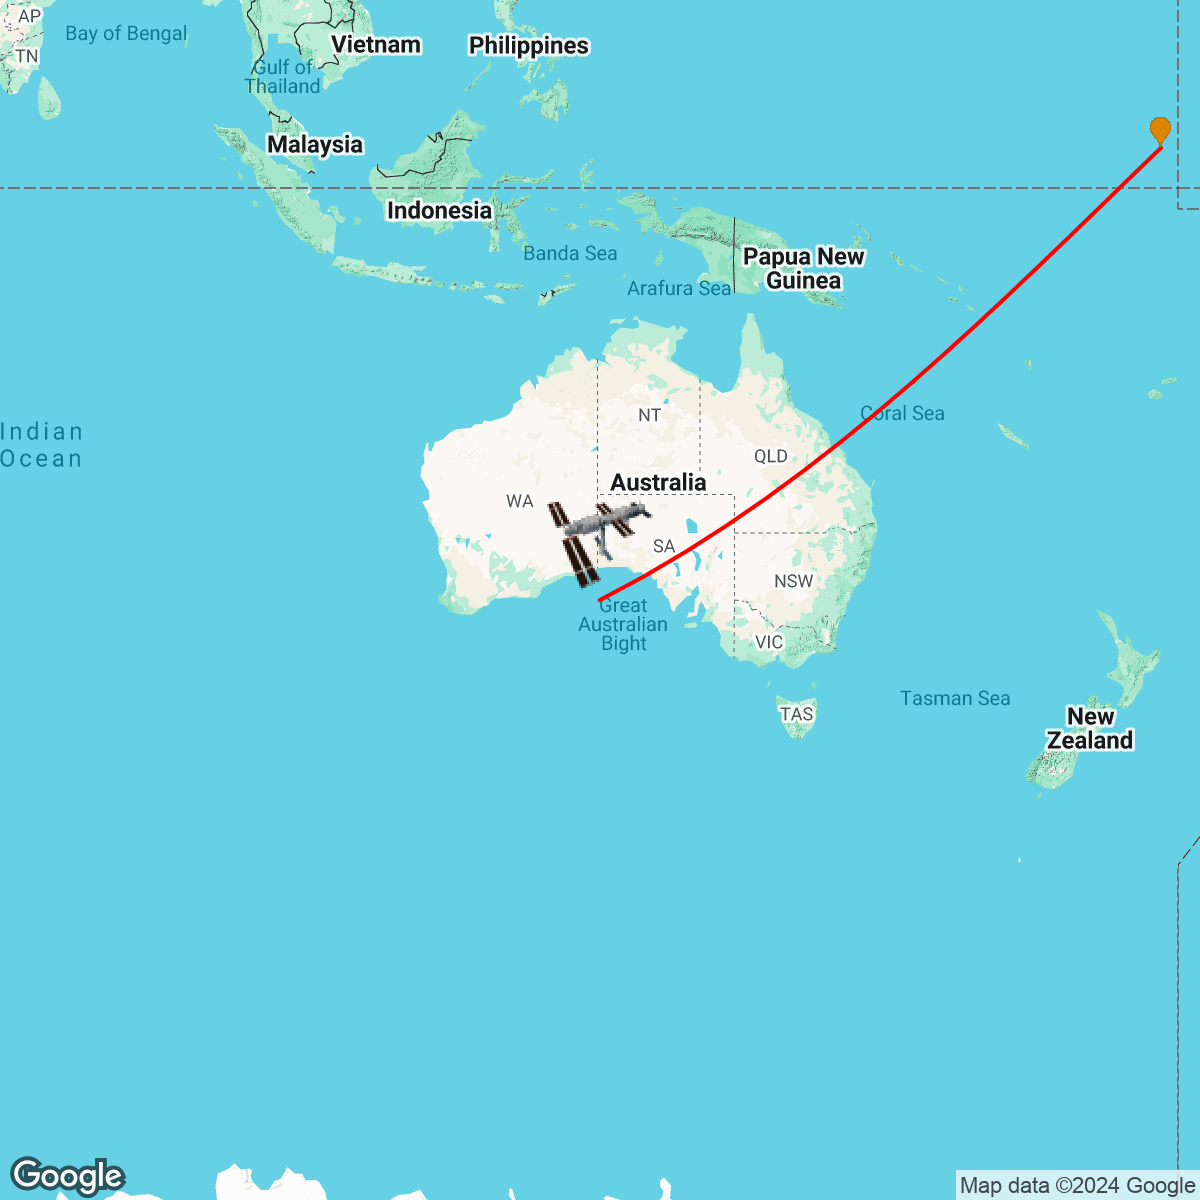 AP
Bay of Bengal
Vietnam
Philippines
TN
Gulf of
Thailand
Malaysia
Indonesia
Banda Sea
Papua New
Guinea
Arafura Sea
Indian
Ocean
NT
Coral Sea
QLD
Australia
WA
SA
NSW
Great
Australian
Bight
VIC
TAS
Tasman Sea
New
Zealand
Google
Map data ©2024 Google